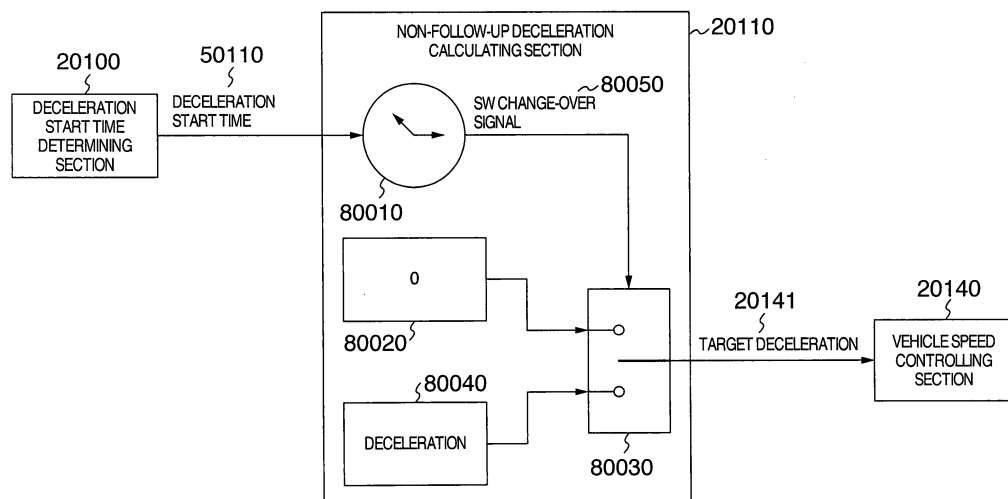 NON-FOLLOW-UP DECELERATION
CALCULATING SECTION
20110
20100
50110
DECELERATION
START TIME
DETERMINING
SECTION
DECELERATION
START TIME
80050
SW CHANGE-OVER
SIGNAL
80010
0
80020
80040
DECELERATION
80030
20141
TARGET DECELERATION
20140
VEHICLE SPEED
CONTROLLING
SECTION